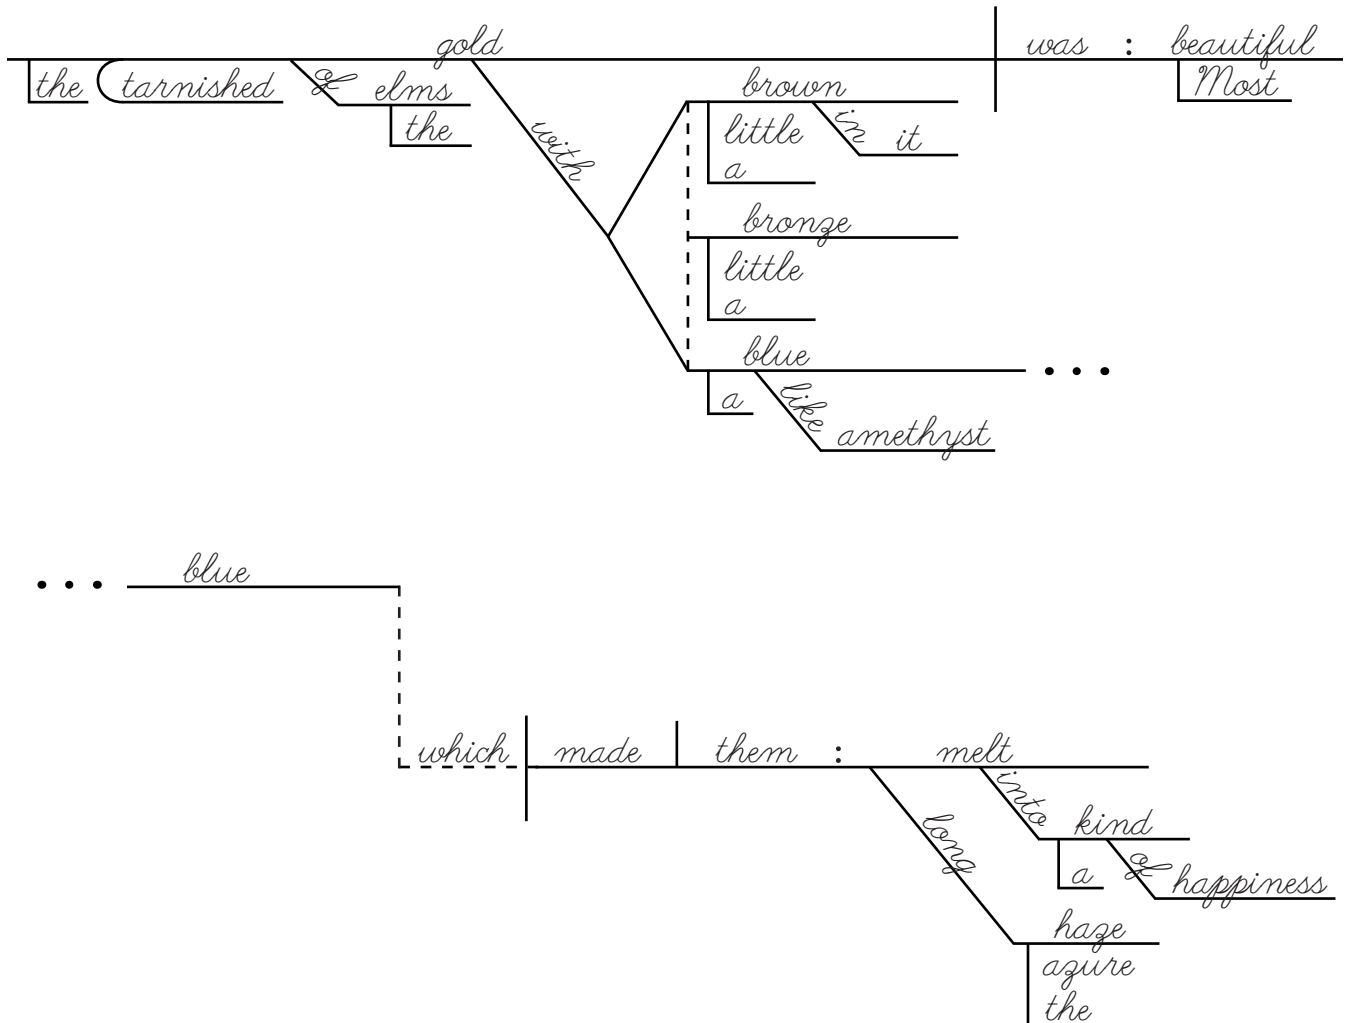 gold was : beautiful
the tarnished of elms Most
the
with
brown
little in it
a
bronze
little
a
blue
a like amethyst
blue
which made them : melt
into kind
a of happiness
long haze
azure
the